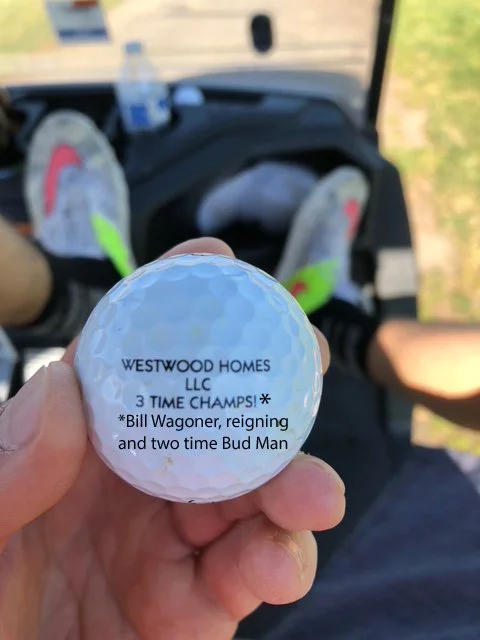 WESTWOOD HOMES
LLC
3 TIME CHAMPS!*
*Bill Wagoner, reigning
and two time Bud Man